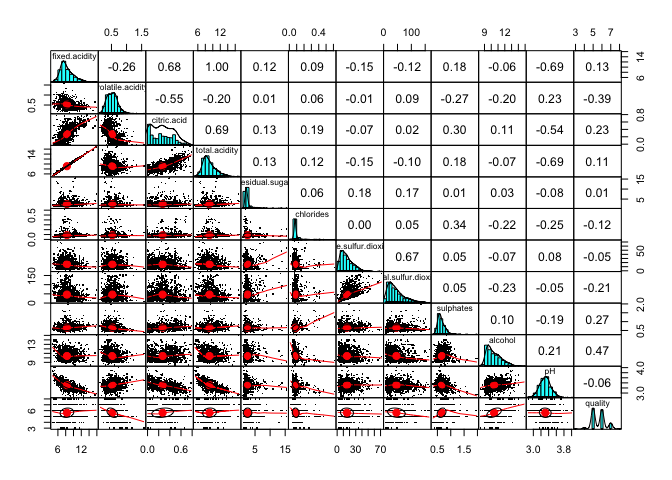 0.5 1.5 6 12 0.0 0.4 0 100 9 12 3 5 7
fixed.acidity -0.26 0.68 1.00 0.12 0.09 -0.15 -0.12 0.18 -0.06 -0.69 0.11 6 14
0.5 olatile.acidity -0.55 -0.20 0.01 0.06 -0.01 0.09 -0.27 -0.20 0.23 -0.39
citric.acid 0.69 0.13 0.19 -0.07 0.02 0.30 0.11 -0.54 0.23 0.0 0.8
6 14 total.acidity 0.13 0.12 -0.15 -0.10 0.18 -0.07 -0.69 0.11
esidual.suga 0.06 0.18 0.17 0.01 0.03 -0.08 0.01 5 15
0.0 0.5 chlorides 0.00 0.05 0.34 -0.22 -0.25 -0.12
e.sulfur.dioxi 0.67 0.05 -0.07 0.08 -0.05 0 50
0 150 al.sulfur.diox 0.05 -0.23 -0.05 -0.21
sulphates 0.10 -0.19 0.27 0.5 2.0
9 13 alcohol 0.21 0.47
pH -0.06 3.0 4.0
3 6 quality
6 12 0.0 0.6 5 15 0 30 70 0.5 1.5 3.0 3.8